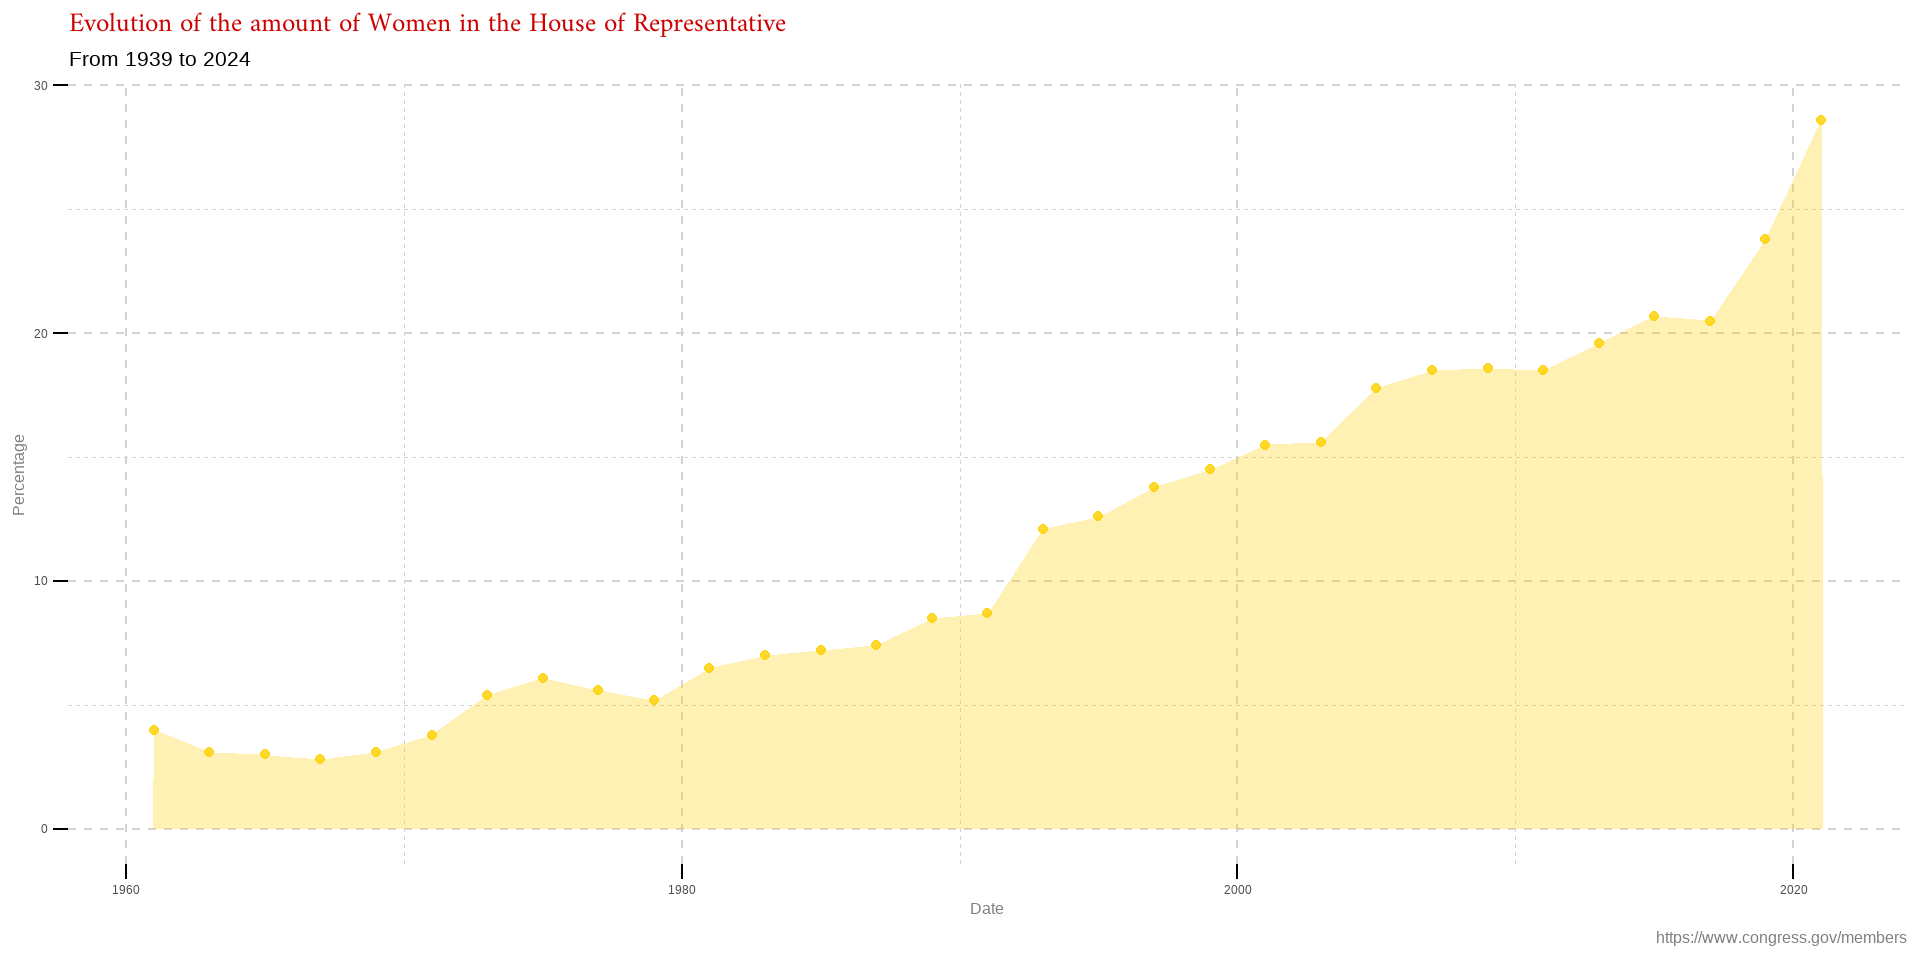 Evolution of the amount of Women in the House of Representative
From 1939 to 2024
30
20
10
0
Percentage
1960 1980 2000 2020
Date
https://www.congress.gov/members